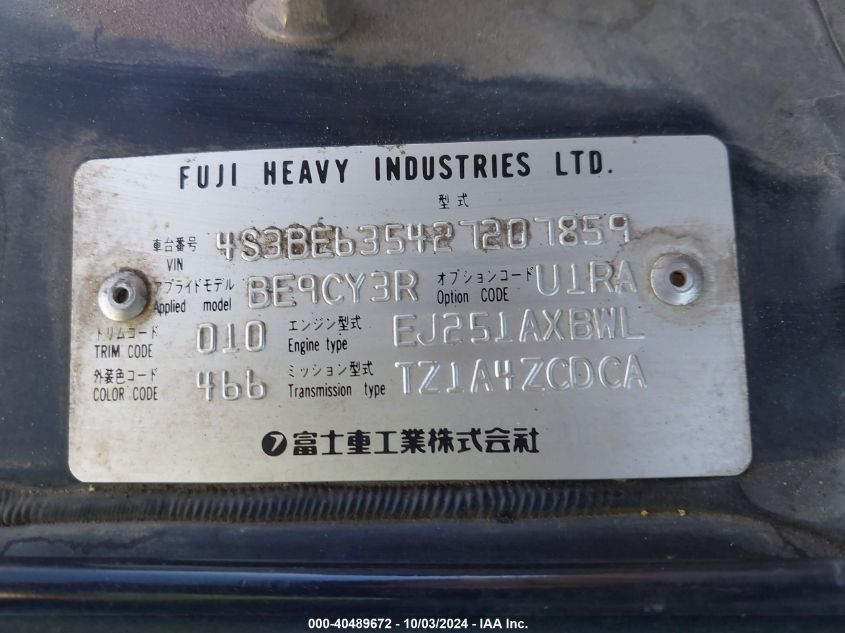 FUJI HEAVY INDUSTRIES LTD.
型式
車台番号 VIN 4S3BE635427207859
アプライドモデル Applied model BE9CY3R オプションコード Option CODE U1RA
トリムコード TRIM CODE 010 エンジン型式 Engine type EJ251AXBWL
外装色コード COLOR CODE 466 ミッション型式 Transmission type TZ1A4ZCDCA
富士重工業株式会社
000-40489672 - 10/03/2024 - IAA Inc.